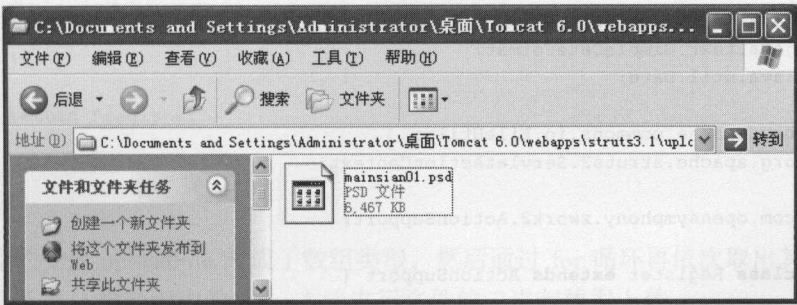 C:\Documents and Settings\Administrator\桌面\Tomcat 6.0\webapps...
文件(F) 编辑(E) 查看(V) 收藏(A) 工具(T) 帮助(H)
后退 搜索 文件夹
地址(D) C:\Documents and Settings\Administrator\桌面\Tomcat 6.0\webapps\struts3.1\uplo 转到
文件和文件夹任务
创建一个新文件夹
将这个文件夹发布到
Web
共享此文件夹
mainsian01.psd
PSD 文件
6,467 KB